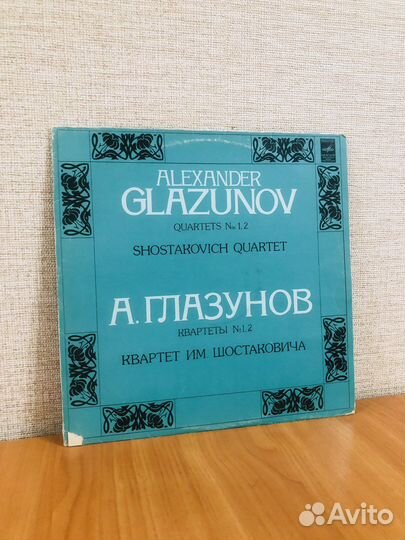 ALEXANDER
GLAZUNOV
QUARTETS No 1, 2
SHOSTAKOVICH QUARTET
А. ГЛАЗУНОВ
КВАРТЕТЫ №1, 2
КВАРТЕТ ИМ. ШОСТАКОВИЧА
Avito